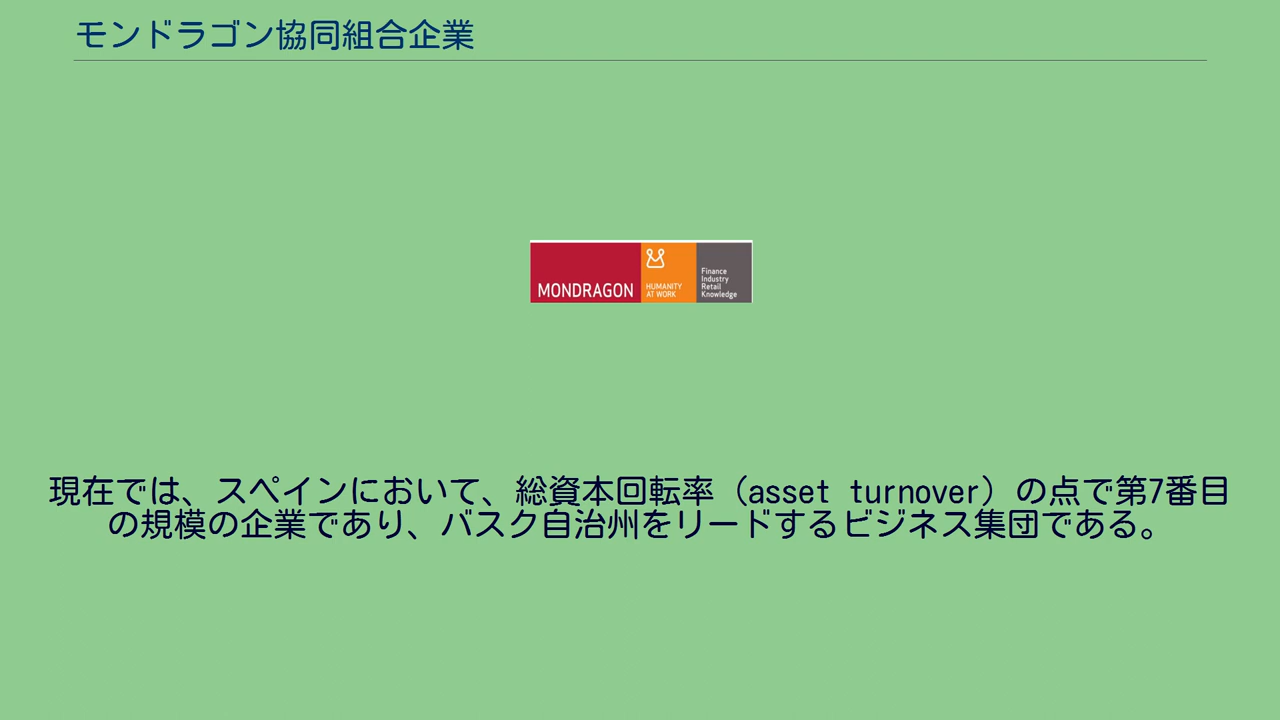 モンドラゴン協同組合企業
MONDRAGON
HUMANITY
AT WORK
Finance
Industry
Retail
Knowledge
現在では、スペインにおいて、総資本回転率（asset turnover）の点で第7番目
の規模の企業であり、バスク自治州をリードするビジネス集団である。